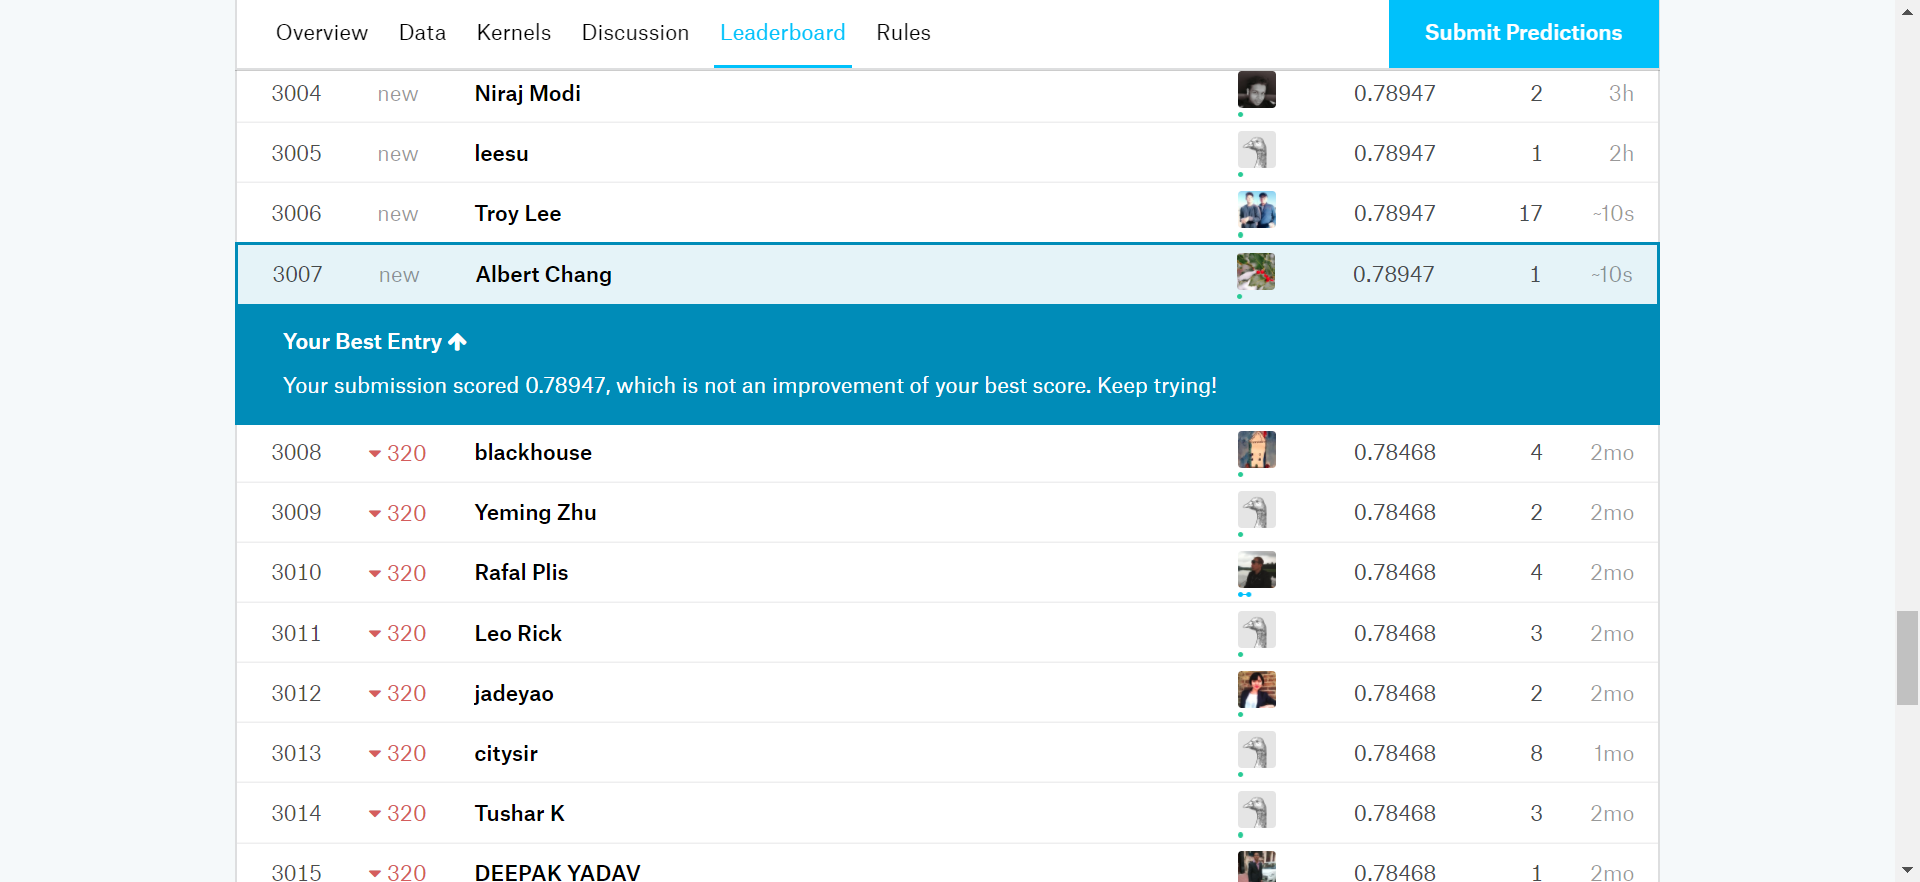 Overview Data Kernels Discussion Leaderboard Rules Submit Predictions
3004 new Niraj Modi 0.78947 2 3h
3005 new leesu 0.78947 1 2h
3006 new Troy Lee 0.78947 17 ~10s
3007 new Albert Chang 0.78947 1 ~10s
Your Best Entry
Your submission scored 0.78947, which is not an improvement of your best score. Keep trying!
3008 320 blackhouse 0.78468 4 2mo
3009 320 Yeming Zhu 0.78468 2 2mo
3010 320 Rafal Plis 0.78468 4 2mo
3011 320 Leo Rick 0.78468 3 2mo
3012 320 jadeyao 0.78468 2 2mo
3013 320 citysir 0.78468 8 1mo
3014 320 Tushar K 0.78468 3 2mo
3015 320 DEEPAK YADAV 0.78468 1 2mo